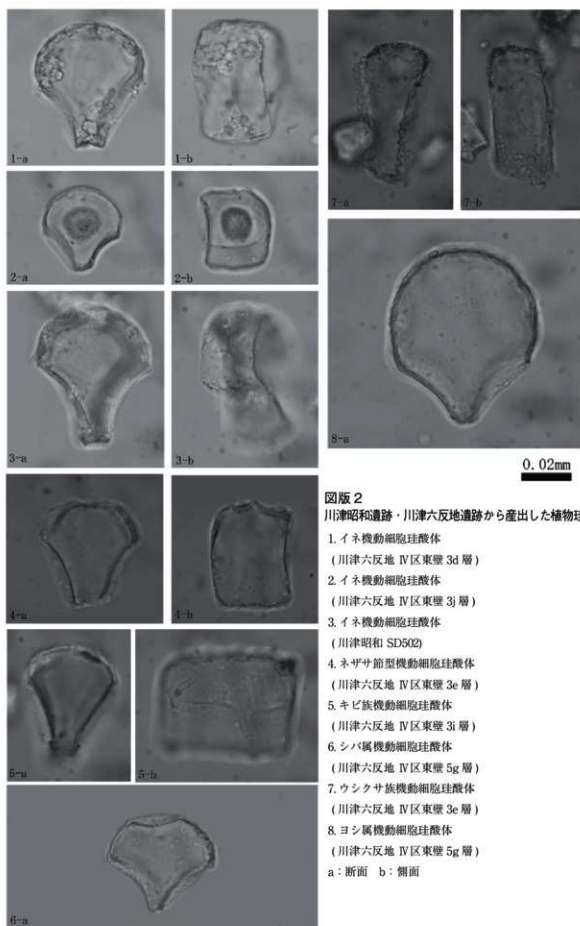 1-a
1-b
2-a
2-b
3-a
3-b
4-a
4-b
5-a
5-b
6-a
7-a
7-b
8-a
0.02mm
図版2
川津昭和遺跡・川津六反地遺跡から産出した植物珪
1. イネ機動細胞珪酸体
(川津六反地 Ⅳ区東壁 3d 層)
2. イネ機動細胞珪酸体
(川津六反地 Ⅳ区東壁 3j 層)
3. イネ機動細胞珪酸体
(川津昭和 SD502)
4. ネザサ節型機動細胞珪酸体
(川津六反地 Ⅳ区東壁 3e 層)
5. キビ族機動細胞珪酸体
(川津六反地 Ⅳ区東壁 3i 層)
6. シバ属機動細胞珪酸体
(川津六反地 Ⅳ区東壁 5g 層)
7. ウシクサ族機動細胞珪酸体
(川津六反地 Ⅳ区東壁 3e 層)
8. ヨシ属機動細胞珪酸体
(川津六反地 Ⅳ区東壁 5g 層)
a：断面 b：側面